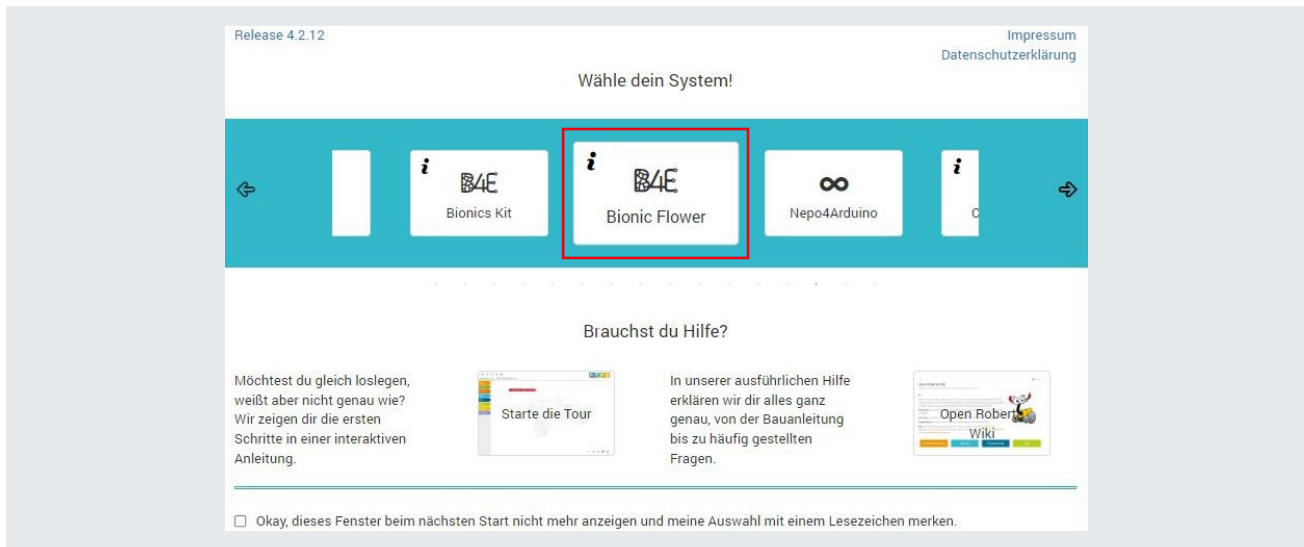 Release 4.2.12
Impressum
Datenschutzerklärung
Wähle dein System!
i
B4E
Bionics Kit
i
B4E
Bionic Flower
Nepo4Arduino
i
Brauchst du Hilfe?
Möchtest du gleich loslegen,
weißt aber nicht genau wie?
Wir zeigen dir die ersten
Schritte in einer interaktiven
Anleitung.
Starte die Tour
In unserer ausführlichen Hilfe
erklären wir dir alles ganz
genau, von der Bauanleitung
bis zu häufig gestellten
Fragen.
Open Roberta
Wiki
Okay, dieses Fenster beim nächsten Start nicht mehr anzeigen und meine Auswahl mit einem Lesezeichen merken.